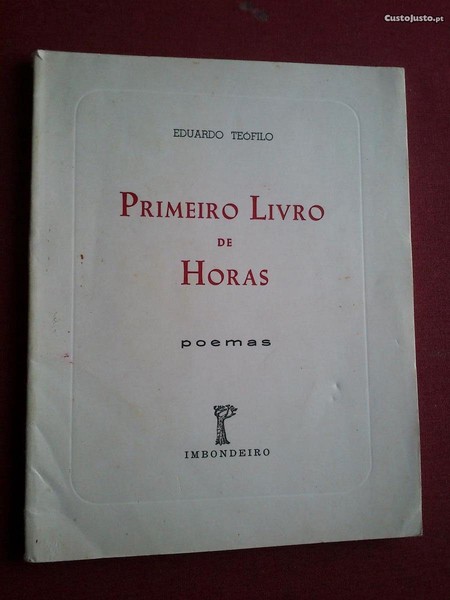 CustoJusto.pt
EDUARDO TEÓFILO
PRIMEIRO LIVRO
DE
HORAS
poemas
IMBONDEIRO